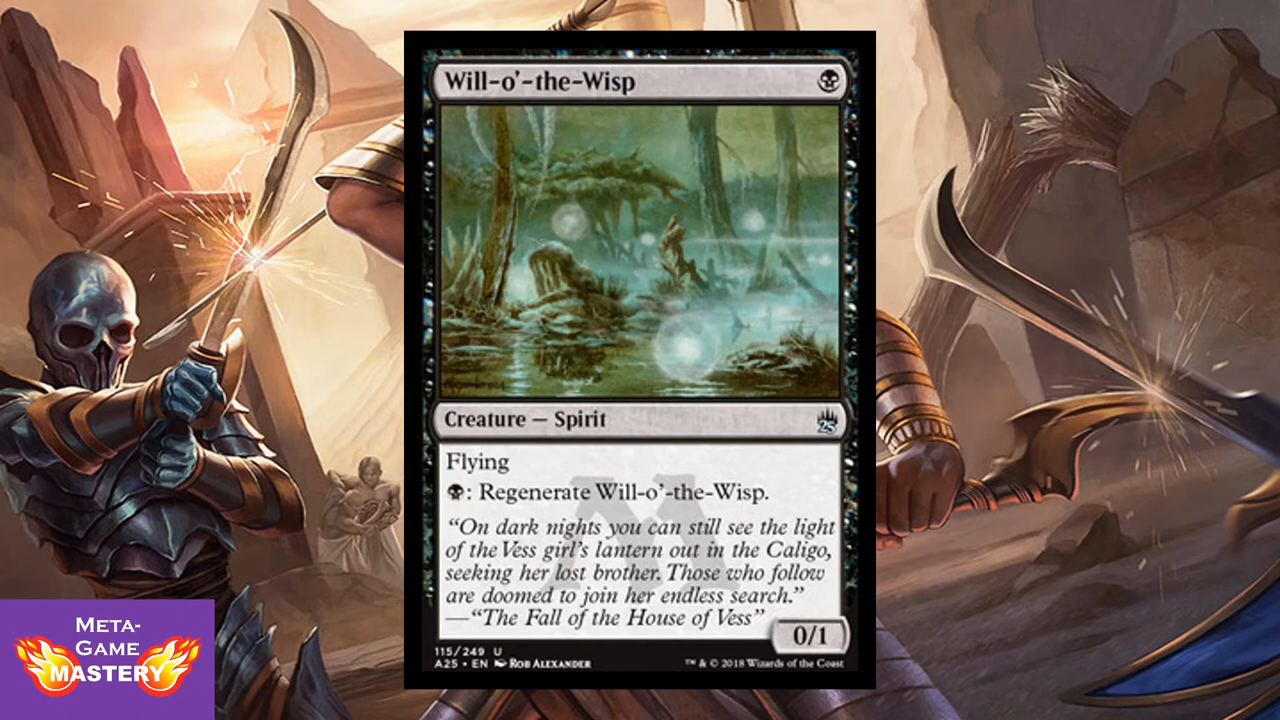 Will-o'-the-Wisp
Creature — Spirit
Flying
: Regenerate Will-o'-the-Wisp.
"On dark nights you can still see the light
of the Vess girl's lantern out in the Caligo,
seeking her lost brother. Those who follow
are doomed to join her endless search."
—"The Fall of the House of Vess"
0/1
115/249 U
A25 • EN Rob Alexander
™ & © 2018 Wizards of the Coast
Meta-
Game
Mastery